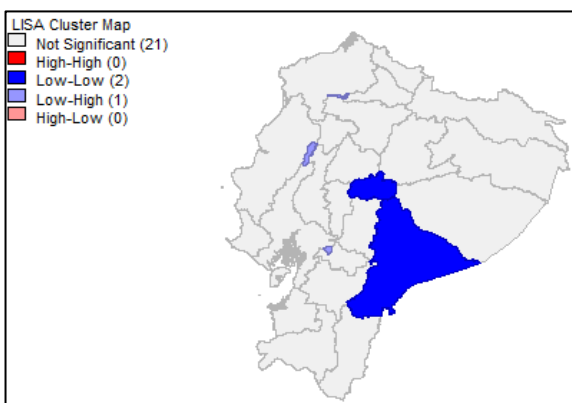 LISA Cluster Map
Not Significant (21)
High-High (0)
Low-Low (2)
Low-High (1)
High-Low (0)